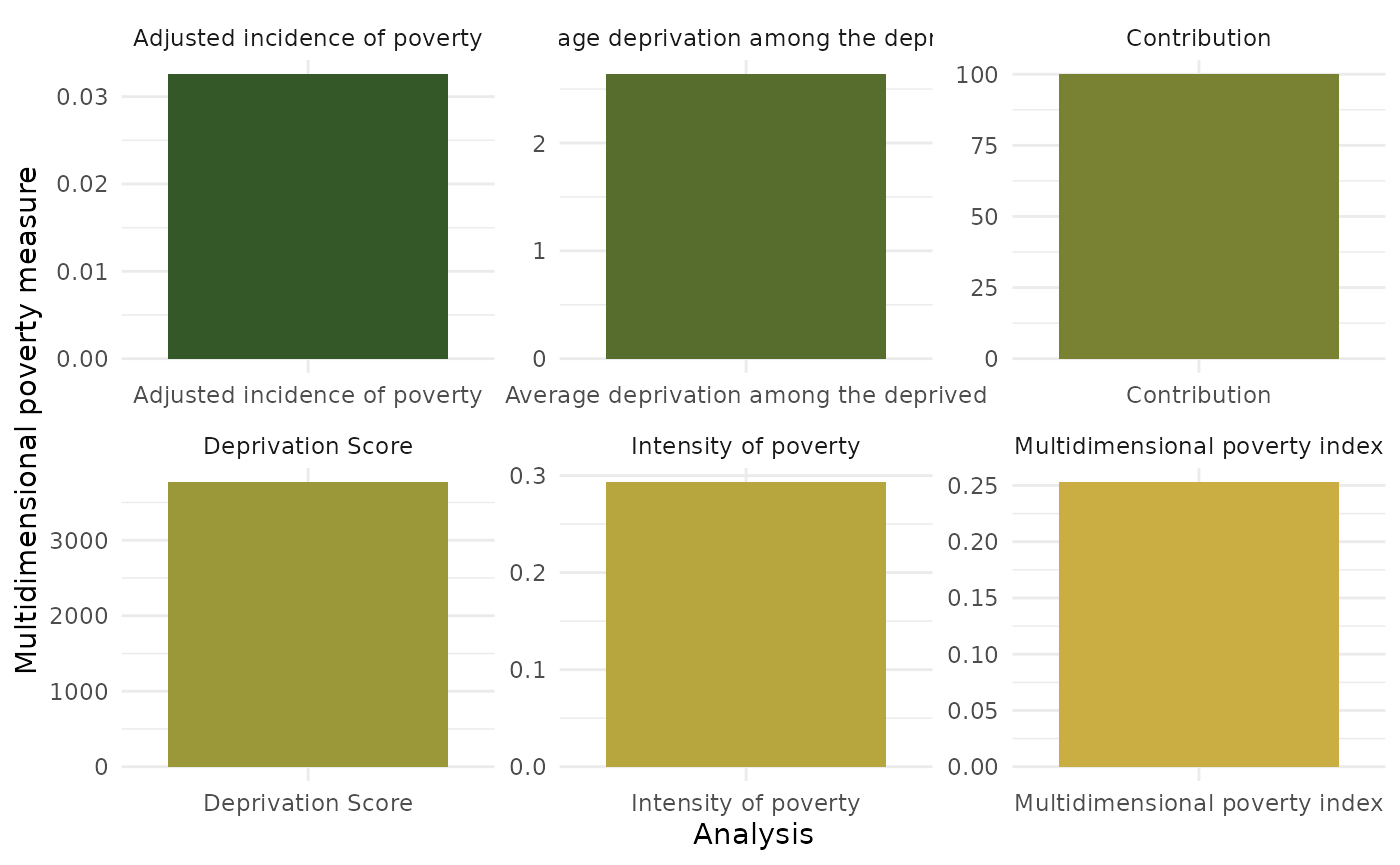 Adjusted incidence of poverty
age deprivation among the depr
Contribution
0.03
0.02
0.01
0.00
2
1
0
100
75
50
25
0
Adjusted incidence of poverty
Average deprivation among the deprived
Contribution
Deprivation Score
Intensity of poverty
Multidimensional poverty index
3000
2000
1000
0
0.3
0.2
0.1
0.0
0.25
0.20
0.15
0.10
0.05
0.00
Deprivation Score
Intensity of poverty
Multidimensional poverty index
Analysis
Multidimensional poverty measure